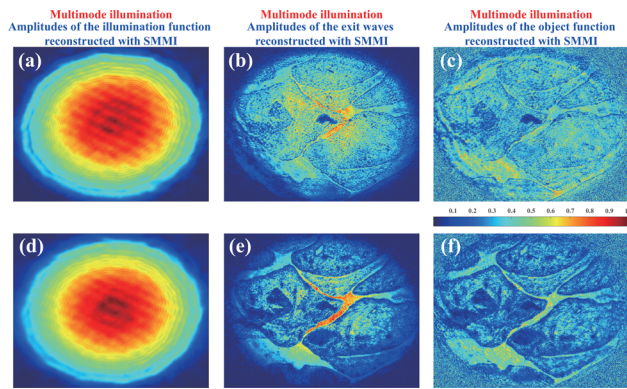 Multimode illumination
Amplitudes of the illumination function
reconstructed with SMMI
Multimode illumination
Amplitudes of the exit waves
reconstructed with SMMI
Multimode illumination
Amplitudes of the object function
reconstructed with SMMI
(a)
(b)
(c)
0.1 0.2 0.3 0.4 0.5 0.6 0.7 0.8 0.9 1
(d)
(e)
(f)